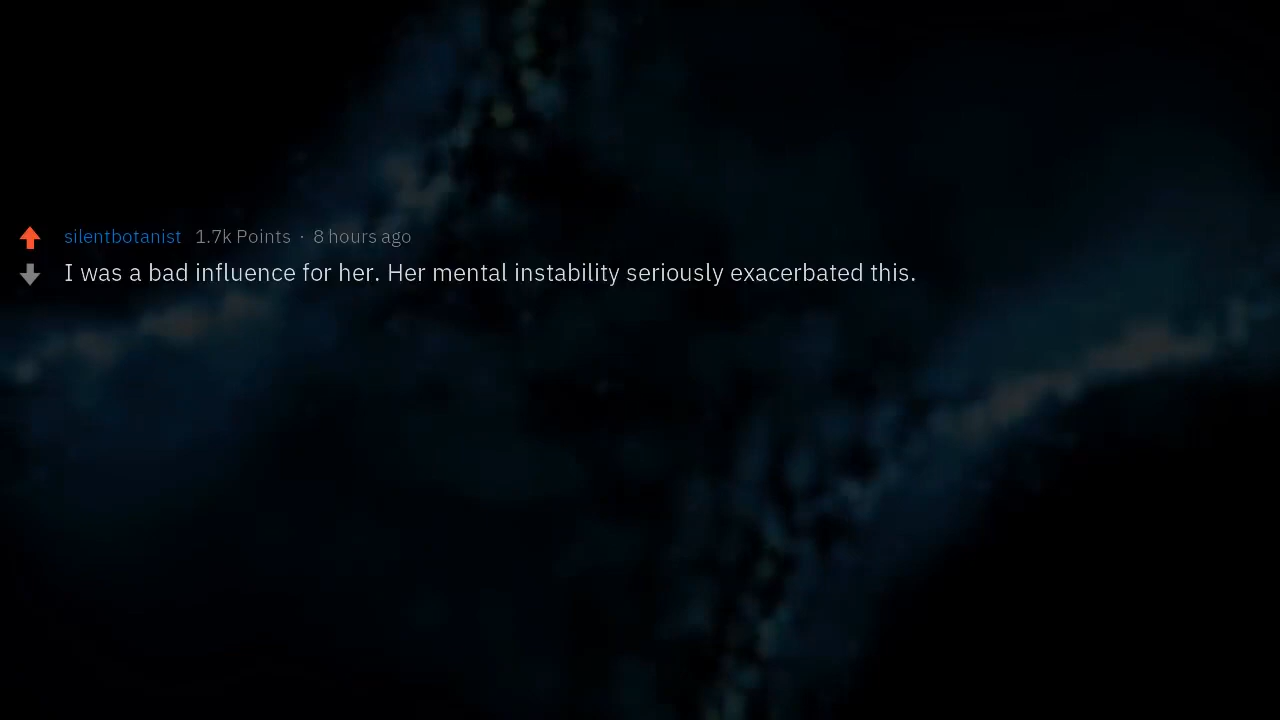 silentbotanist 1.7k Points · 8 hours ago
I was a bad influence for her. Her mental instability seriously exacerbated this.